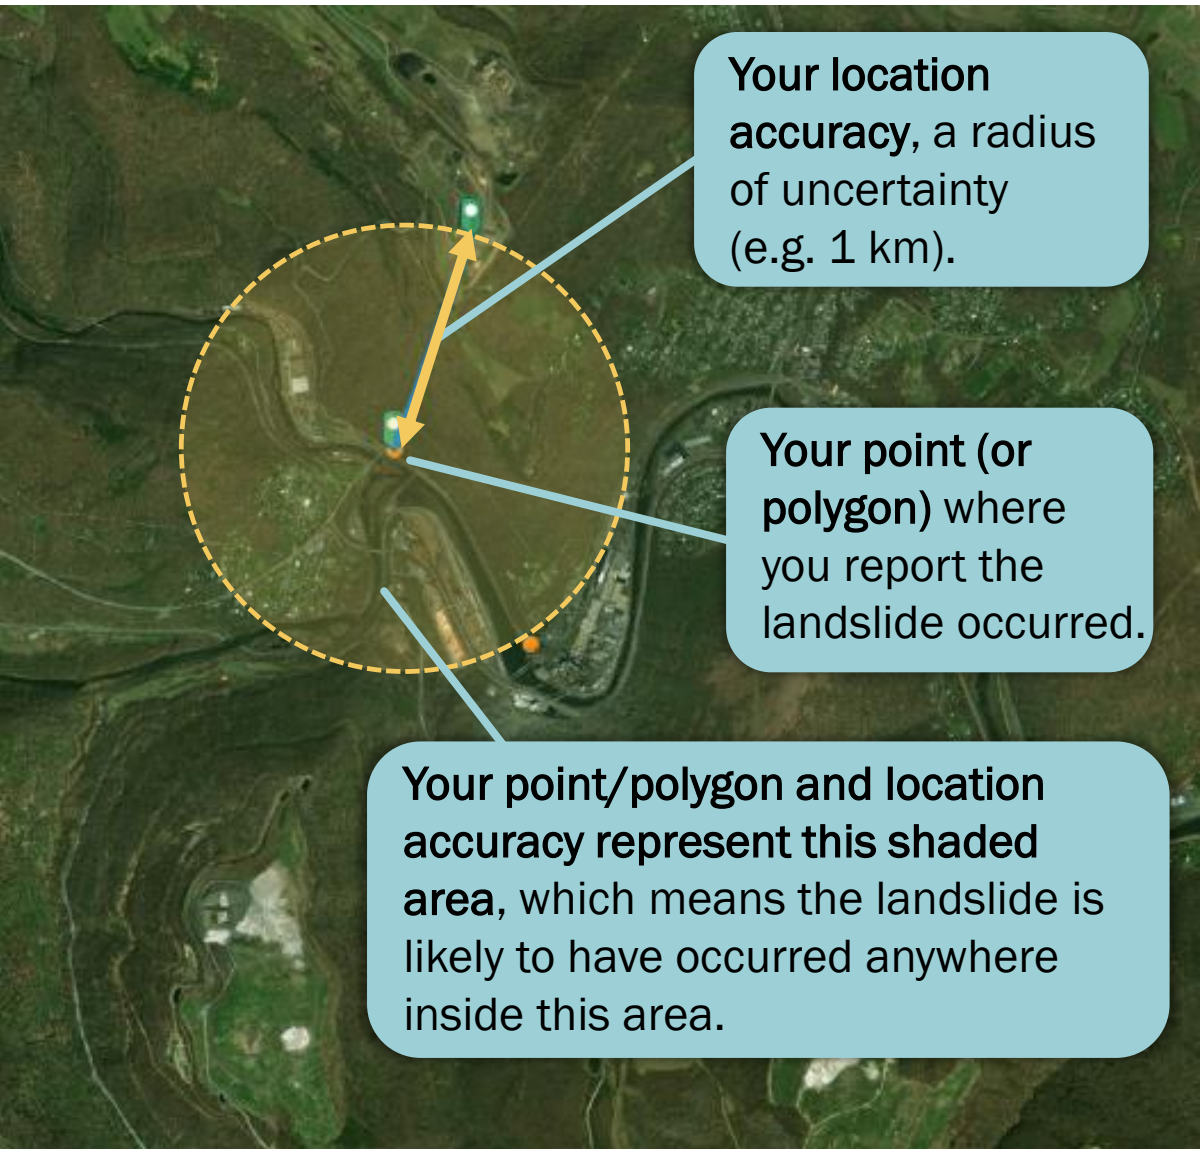 Your location
accuracy, a radius
of uncertainty
(e.g. 1 km).
Your point (or
polygon) where
you report the
landslide occurred.
Your point/polygon and location
accuracy represent this shaded
area, which means the landslide is
likely to have occurred anywhere
inside this area.